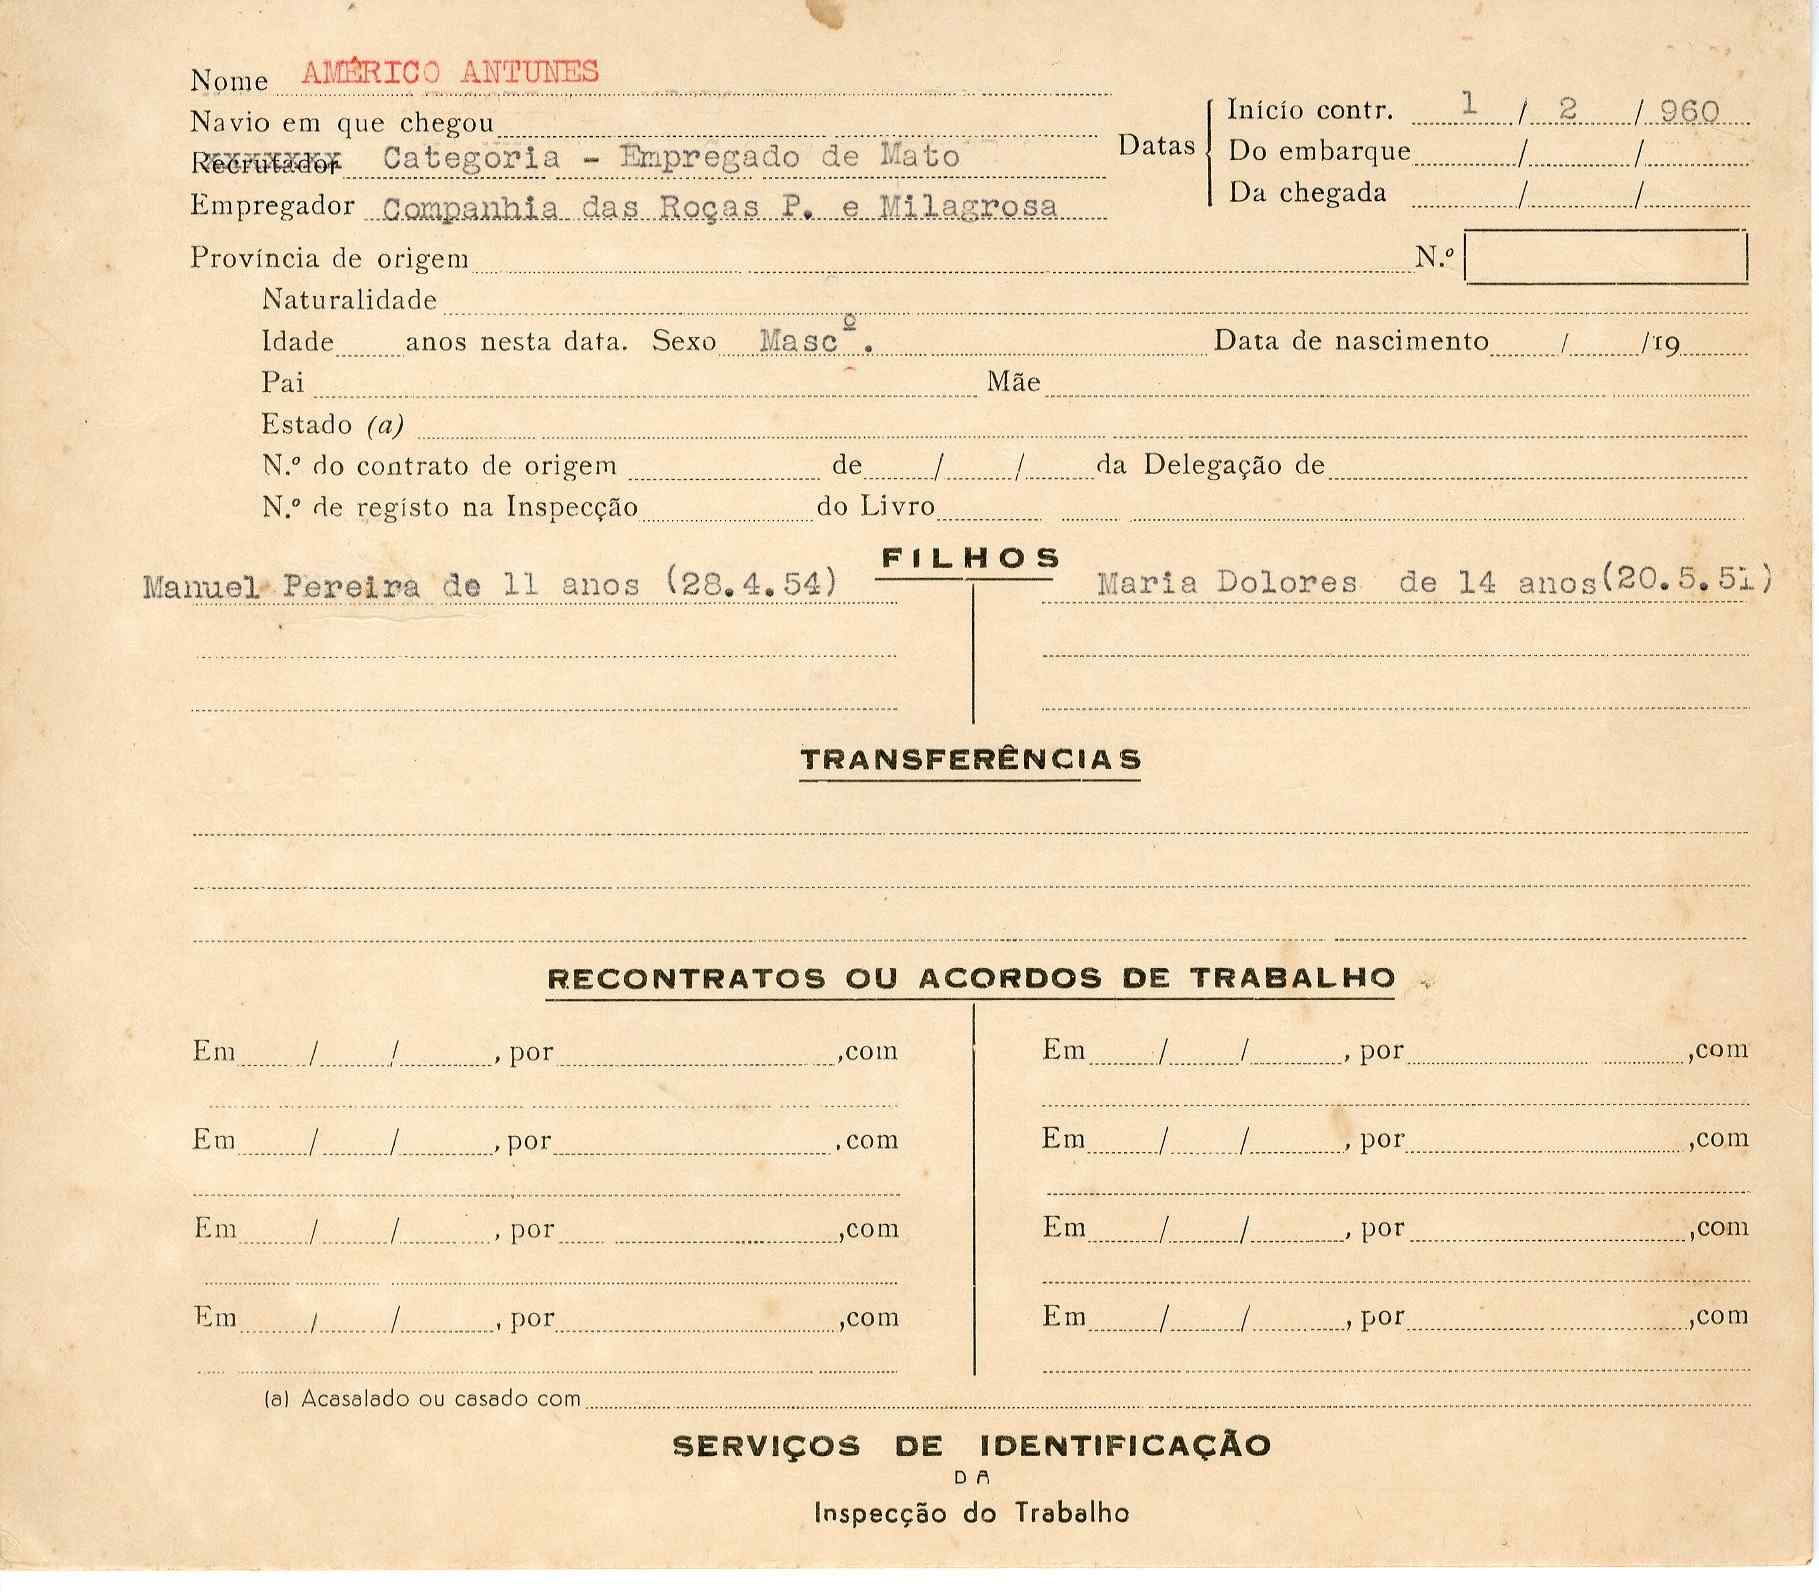 Nome AMÉRICO ANTUNES
Navio em que chegou
Recrutador Categoria - Empregado de Mato
Empregador Companhia das Roças P. e Milagrosa
Datas
Início contr. 1 / 2 / 960
Do embarque / /
Da chegada / /
Província de origem N.º
Naturalidade
Idade anos nesta data. Sexo Mascº. Data de nascimento / /19
Pai Mãe
Estado (a)
N.º do contrato de origem de / / da Delegação de
N.º de registo na Inspecção do Livro
FILHOS
Manuel Pereira de 11 anos (28.4.54) Maria Dolores de 14 anos(20.5.51)
TRANSFERÊNCIAS
RECONTRATOS OU ACORDOS DE TRABALHO
Em / / , por ,com Em / / , por ,com
Em / / , por ,com Em / / , por ,com
Em / / , por ,com Em / / , por ,com
Em / / , por ,com Em / / , por ,com
(a) Acasalado ou casado com
SERVIÇOS DE IDENTIFICAÇÃO
DA
Inspecção do Trabalho